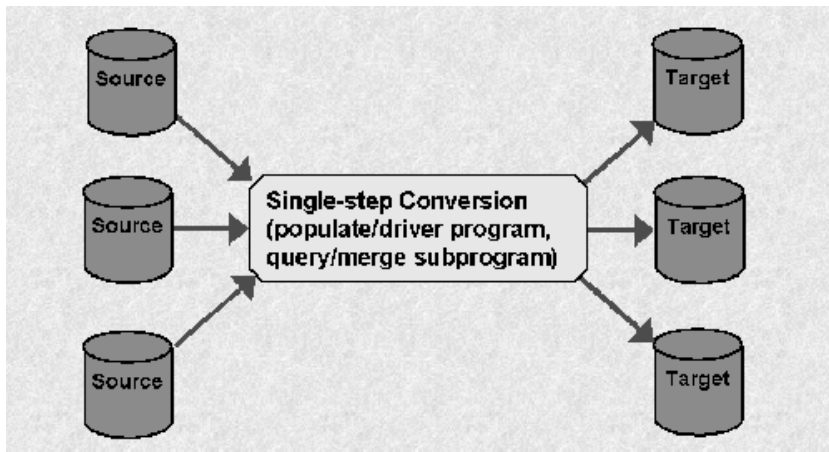 Source
Target
Source
Single-step Conversion
(populate/driver program,
query/merge subprogram)
Target
Source
Target